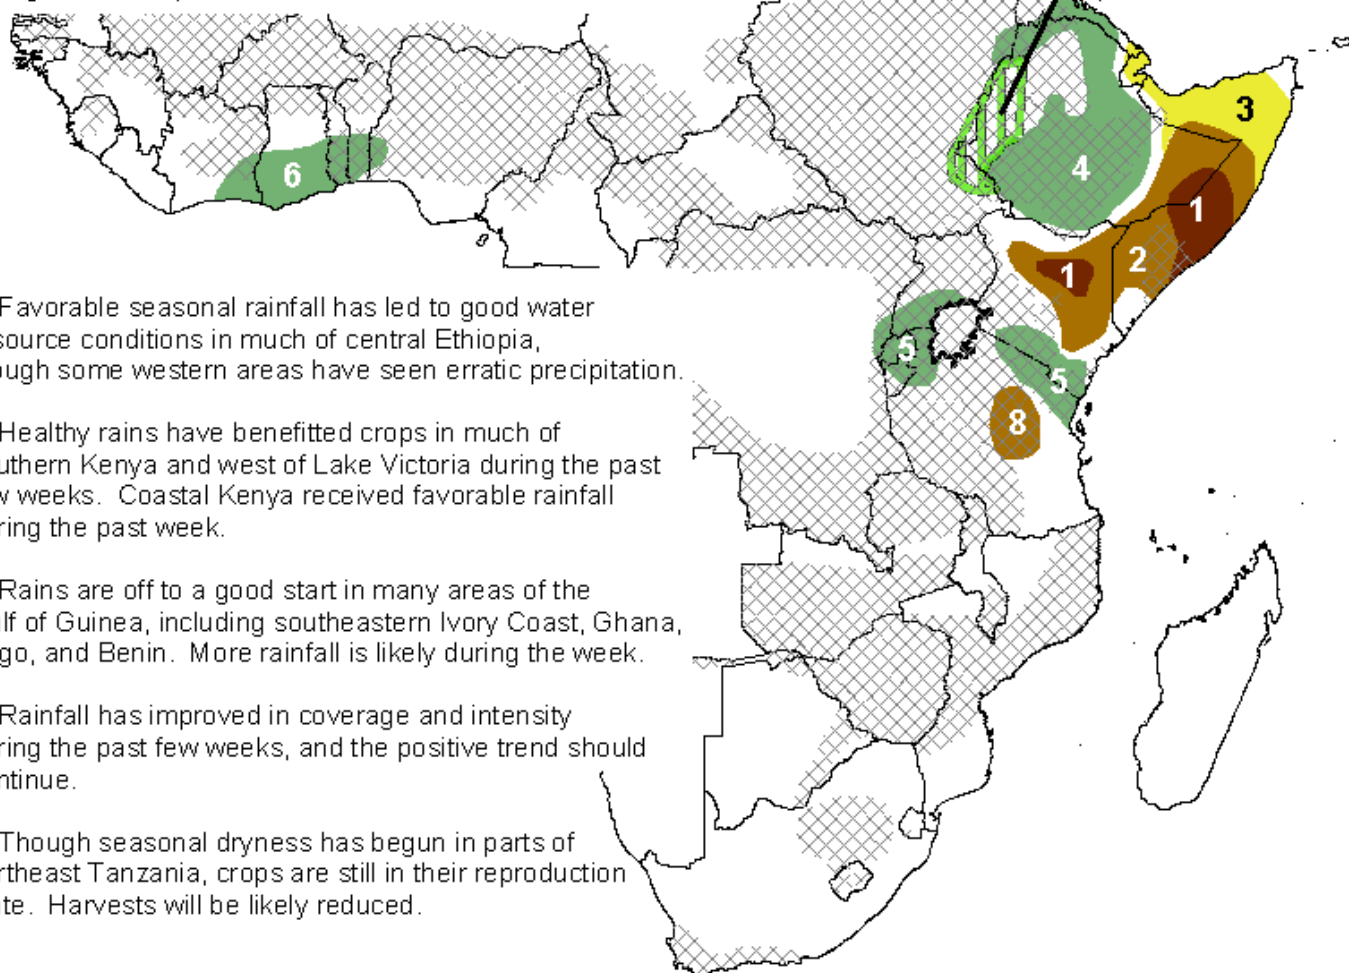 Favorable seasonal rainfall has led to good water
source conditions in much of central Ethiopia,
ough some western areas have seen erratic precipitation.
Healthy rains have benefitted crops in much of
uthern Kenya and west of Lake Victoria during the past
w weeks. Coastal Kenya received favorable rainfall
ring the past week.
Rains are off to a good start in many areas of the
lf of Guinea, including southeastern Ivory Coast, Ghana,
go, and Benin. More rainfall is likely during the week.
Rainfall has improved in coverage and intensity
ring the past few weeks, and the positive trend should
ntinue.
Though seasonal dryness has begun in parts of
rtheast Tanzania, crops are still in their reproduction
te. Harvests will be likely reduced.
3
6
4
1
2
1
5
5
8